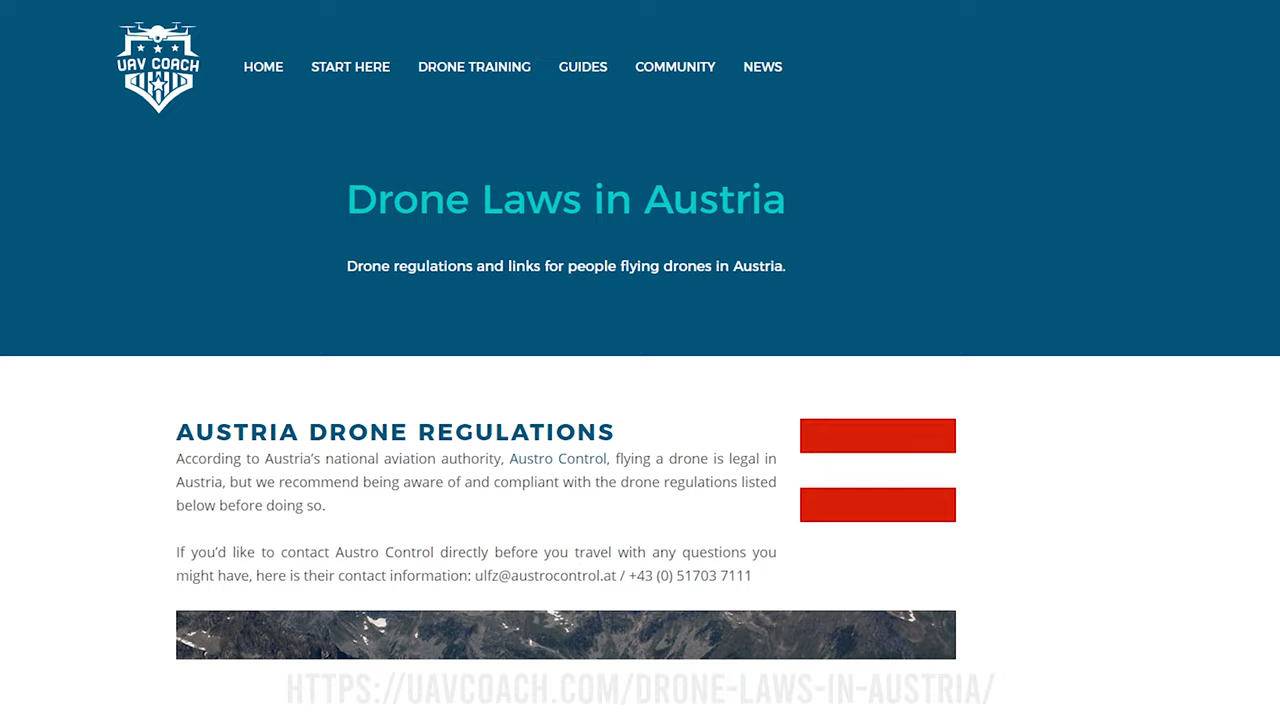 UAV COACH
HOME START HERE DRONE TRAINING GUIDES COMMUNITY NEWS
Drone Laws in Austria
Drone regulations and links for people flying drones in Austria.
AUSTRIA DRONE REGULATIONS
According to Austria’s national aviation authority, Austro Control, flying a drone is legal in
Austria, but we recommend being aware of and compliant with the drone regulations listed
below before doing so.
If you’d like to contact Austro Control directly before you travel with any questions you
might have, here is their contact information: ulfz@austrocontrol.at / +43 (0) 51703 7111
HTTPS://UAVCOACH.COM/DRONE-LAWS-IN-AUSTRIA/